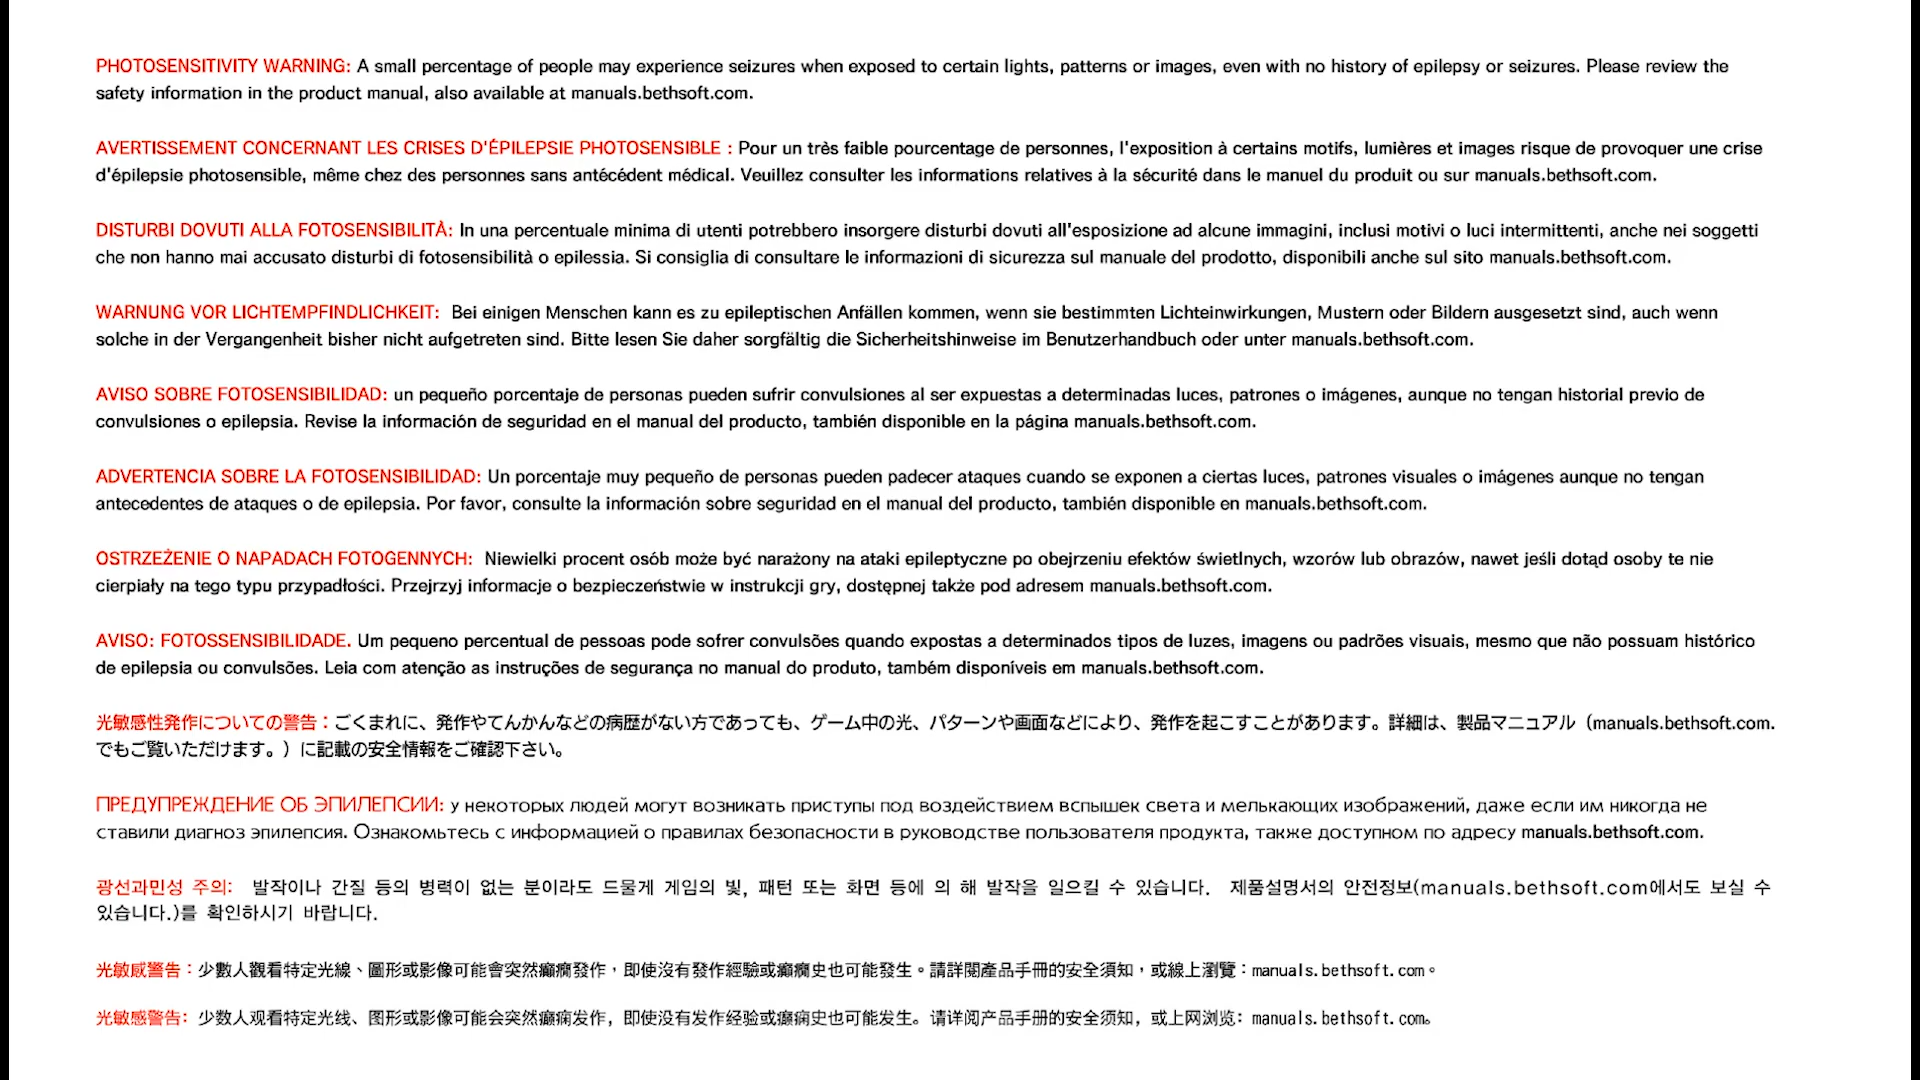 PHOTOSENSITIVITY WARNING: A small percentage of people may experience seizures when exposed to certain lights, patterns or images, even with no history of epilepsy or seizures. Please review the
safety information in the product manual, also available at manuals.bethsoft.com.
AVERTISSEMENT CONCERNANT LES CRISES D'ÉPILEPSIE PHOTOSENSIBLE : Pour un très faible pourcentage de personnes, l'exposition à certains motifs, lumières et images risque de provoquer une crise
d'épilepsie photosensible, même chez des personnes sans antécédent médical. Veuillez consulter les informations relatives à la sécurité dans le manuel du produit ou sur manuals.bethsoft.com.
DISTURBI DOVUTI ALLA FOTOSENSIBILITÀ: In una percentuale minima di utenti potrebbero insorgere disturbi dovuti all'esposizione ad alcune immagini, inclusi motivi o luci intermittenti, anche nei soggetti
che non hanno mai accusato disturbi di fotosensibilità o epilessia. Si consiglia di consultare le informazioni di sicurezza sul manuale del prodotto, disponibili anche sul sito manuals.bethsoft.com.
WARNUNG VOR LICHTEMPFINDLICHKEIT: Bei einigen Menschen kann es zu epileptischen Anfällen kommen, wenn sie bestimmten Lichteinwirkungen, Mustern oder Bildern ausgesetzt sind, auch wenn
solche in der Vergangenheit bisher nicht aufgetreten sind. Bitte lesen Sie daher sorgfältig die Sicherheitshinweise im Benutzerhandbuch oder unter manuals.bethsoft.com.
AVISO SOBRE FOTOSENSIBILIDAD: un pequeño porcentaje de personas pueden sufrir convulsiones al ser expuestas a determinadas luces, patrones o imágenes, aunque no tengan historial previo de
convulsiones o epilepsia. Revise la información de seguridad en el manual del producto, también disponible en la página manuals.bethsoft.com.
ADVERTENCIA SOBRE LA FOTOSENSIBILIDAD: Un porcentaje muy pequeño de personas pueden padecer ataques cuando se exponen a ciertas luces, patrones visuales o imágenes aunque no tengan
antecedentes de ataques o de epilepsia. Por favor, consulte la información sobre seguridad en el manual del producto, también disponible en manuals.bethsoft.com.
OSTRZEŻENIE O NAPADACH FOTOGENNYCH: Niewielki procent osób może być narażony na ataki epileptyczne po obejrzeniu efektów świetlnych, wzorów lub obrazów, nawet jeśli dotąd osoby te nie
cierpiały na tego typu przypadłości. Przejrzyj informacje o bezpieczeństwie w instrukcji gry, dostępnej także pod adresem manuals.bethsoft.com.
AVISO: FOTOSSENSIBILIDADE. Um pequeno percentual de pessoas pode sofrer convulsões quando expostas a determinados tipos de luzes, imagens ou padrões visuais, mesmo que não possuam histórico
de epilepsia ou convulsões. Leia com atenção as instruções de segurança no manual do produto, também disponíveis em manuals.bethsoft.com.
光敏感性発作についての警告：ごくまれに、発作やてんかんなどの病歴がない方であっても、ゲーム中の光、パターンや画面などにより、発作を起こすことがあります。詳細は、製品マニュアル（manuals.bethsoft.com.
でもご覧いただけます。）に記載の安全情報をご確認下さい。
ПРЕДУПРЕЖДЕНИЕ ОБ ЭПИЛЕПСИИ: у некоторых людей могут возникать приступы под воздействием вспышек света и мелькающих изображений, даже если им никогда не
ставили диагноз эпилепсия. Ознакомьтесь с информацией о правилах безопасности в руководстве пользователя продукта, также доступном по адресу manuals.bethsoft.com.
광선과민성 주의: 발작이나 간질 등의 병력이 없는 분이라도 드물게 게임의 빛, 패턴 또는 화면 등에 의 해 발작을 일으킬 수 있습니다. 제품설명서의 안전정보(manuals.bethsoft.com에서도 보실 수
있습니다.)를 확인하시기 바랍니다.
光敏感警告：少數人觀看特定光線、圖形或影像可能會突然癲癇發作，即使沒有發作經驗或癲癇史也可能發生。請詳閱產品手冊的安全須知，或線上瀏覽：manuals.bethsoft.com。
光敏感警告：少数人观看特定光线、图形或影像可能会突然癫痫发作，即使没有发作经验或癫痫史也可能发生。请详阅产品手册的安全须知，或上网浏览：manuals.bethsoft.com。